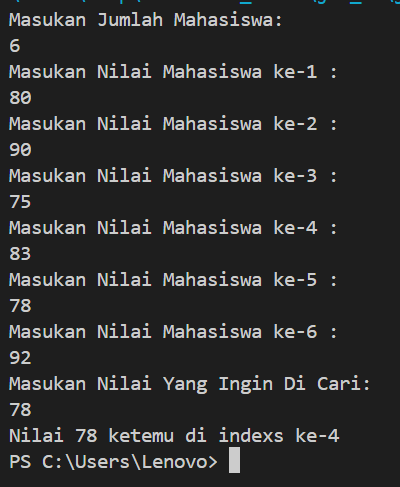 Masukan Jumlah Mahasiswa:
6
Masukan Nilai Mahasiswa ke-1 :
80
Masukan Nilai Mahasiswa ke-2 :
90
Masukan Nilai Mahasiswa ke-3 :
75
Masukan Nilai Mahasiswa ke-4 :
83
Masukan Nilai Mahasiswa ke-5 :
78
Masukan Nilai Mahasiswa ke-6 :
92
Masukan Nilai Yang Ingin Di Cari:
78
Nilai 78 ketemu di indexs ke-4
PS C:\Users\Lenovo>